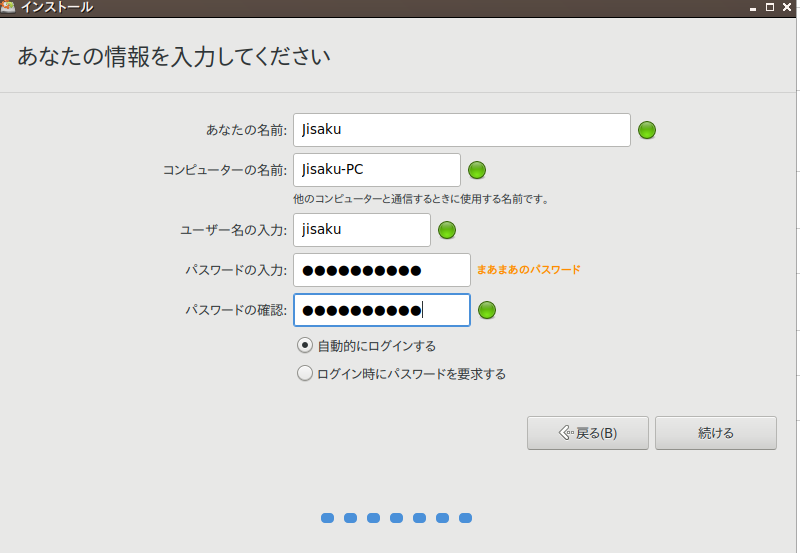 インストール
あなたの情報を入力してください
あなたの名前: Jisaku
コンピューターの名前: Jisaku-PC
他のコンピューターと通信するときに使用する名前です。
ユーザー名の入力: jisaku
パスワードの入力: ●●●●●●●●●● まあまあのパスワード
パスワードの確認: ●●●●●●●●●●
自動的にログインする
ログイン時にパスワードを要求する
戻る(B) 続ける